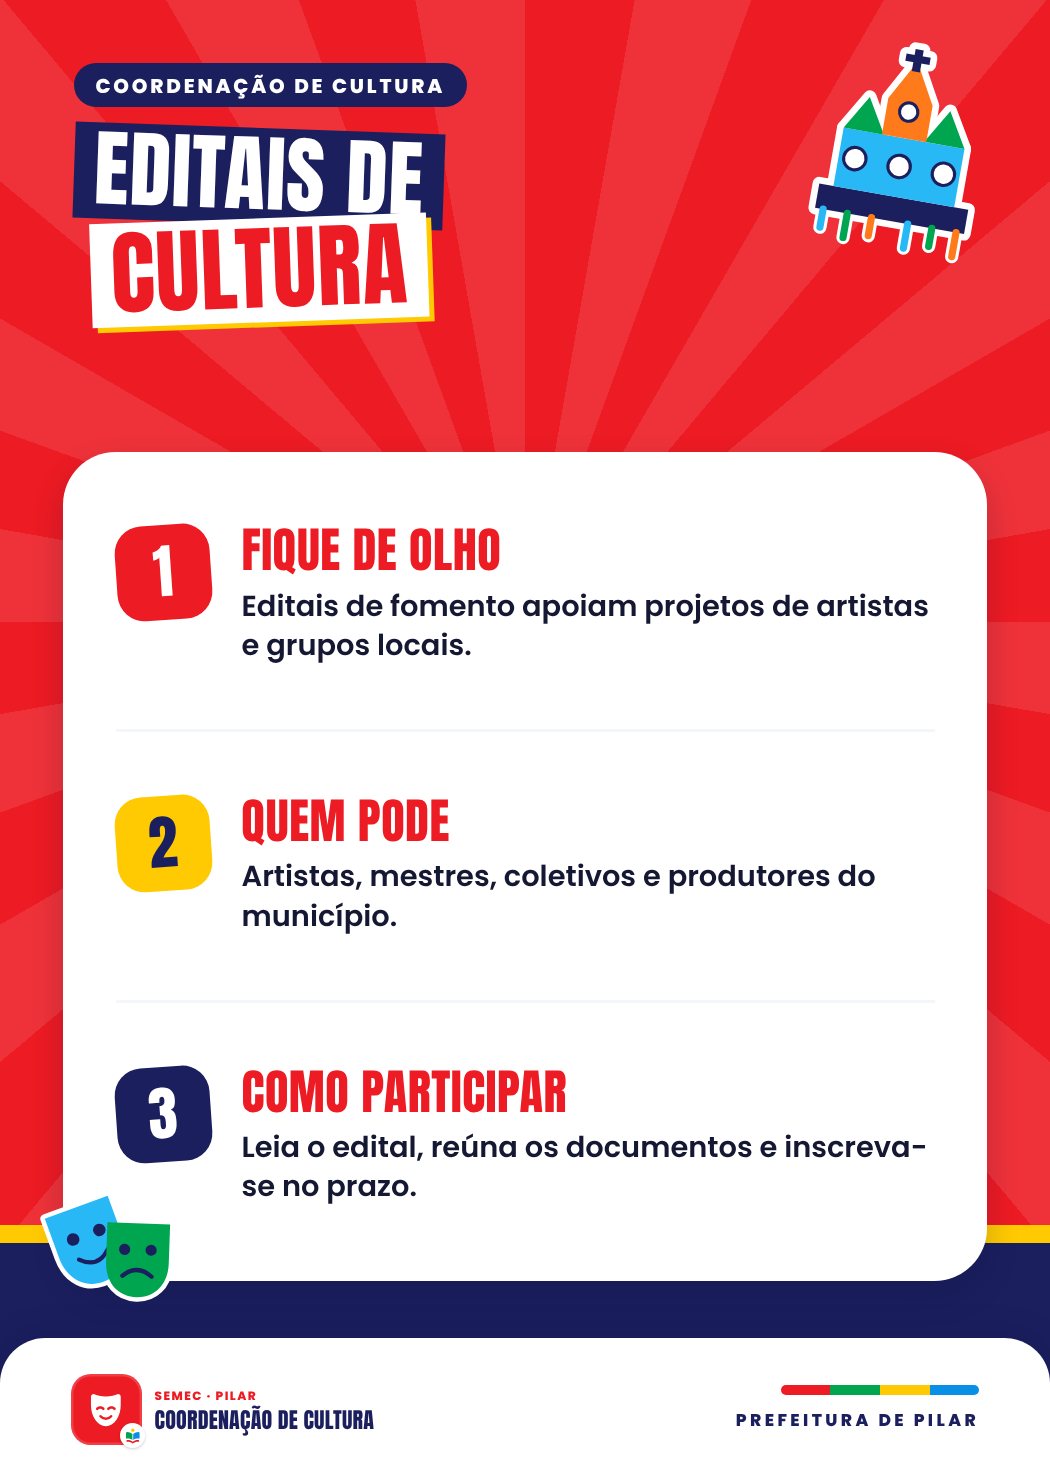 COORDENAÇÃO DE CULTURA
EDITAIS DE
CULTURA
1
FIQUE DE OLHO
Editais de fomento apoiam projetos de artistas
e grupos locais.
2
QUEM PODE
Artistas, mestres, coletivos e produtores do
município.
3
COMO PARTICIPAR
Leia o edital, reúna os documentos e inscreva-
se no prazo.
SEMEC · PILAR
COORDENAÇÃO DE CULTURA
PREFEITURA DE PILAR